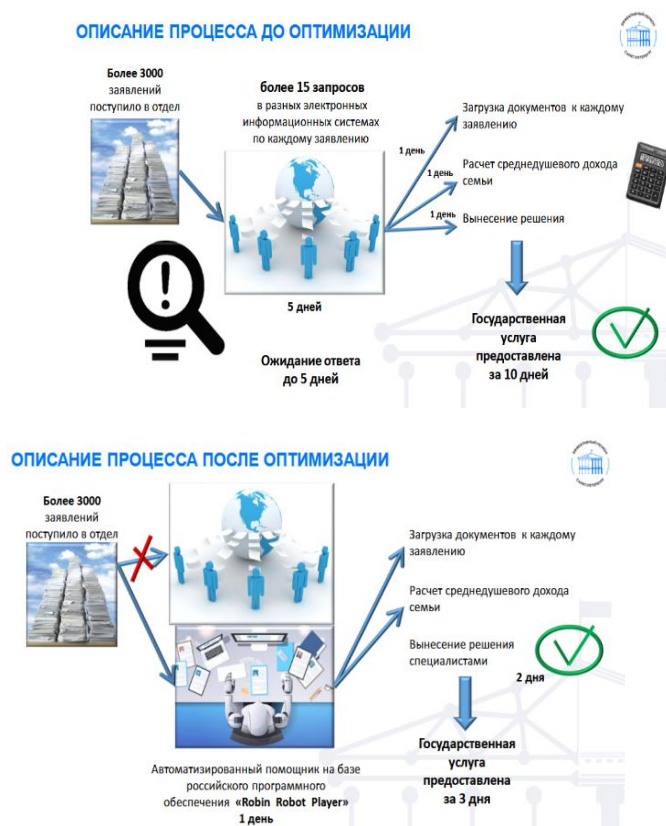 ОПИСАНИЕ ПРОЦЕССА ДО ОПТИМИЗАЦИИ
Более 3000
заявлений
поступило в отдел
более 15 запросов
в разных электронных
информационных системах
по каждому заявлению
5 дней
Ожидание ответа
до 5 дней
1 день
Загрузка документов к каждому
заявлению
1 день
Расчет среднедушевого дохода
семьи
1 день
Вынесение решения
Государственная
услуга
предоставлена
за 10 дней
ОПИСАНИЕ ПРОЦЕССА ПОСЛЕ ОПТИМИЗАЦИИ
Более 3000
заявлений
поступило в отдел
Автоматизированный помощник на базе
российского программного
обеспечения «Robin Robot Player»
1 день
Загрузка документов к каждому
заявлению
Расчет среднедушевого дохода
семьи
Вынесение решения
специалистами
2 дня
Государственная
услуга
предоставлена
за 3 дня